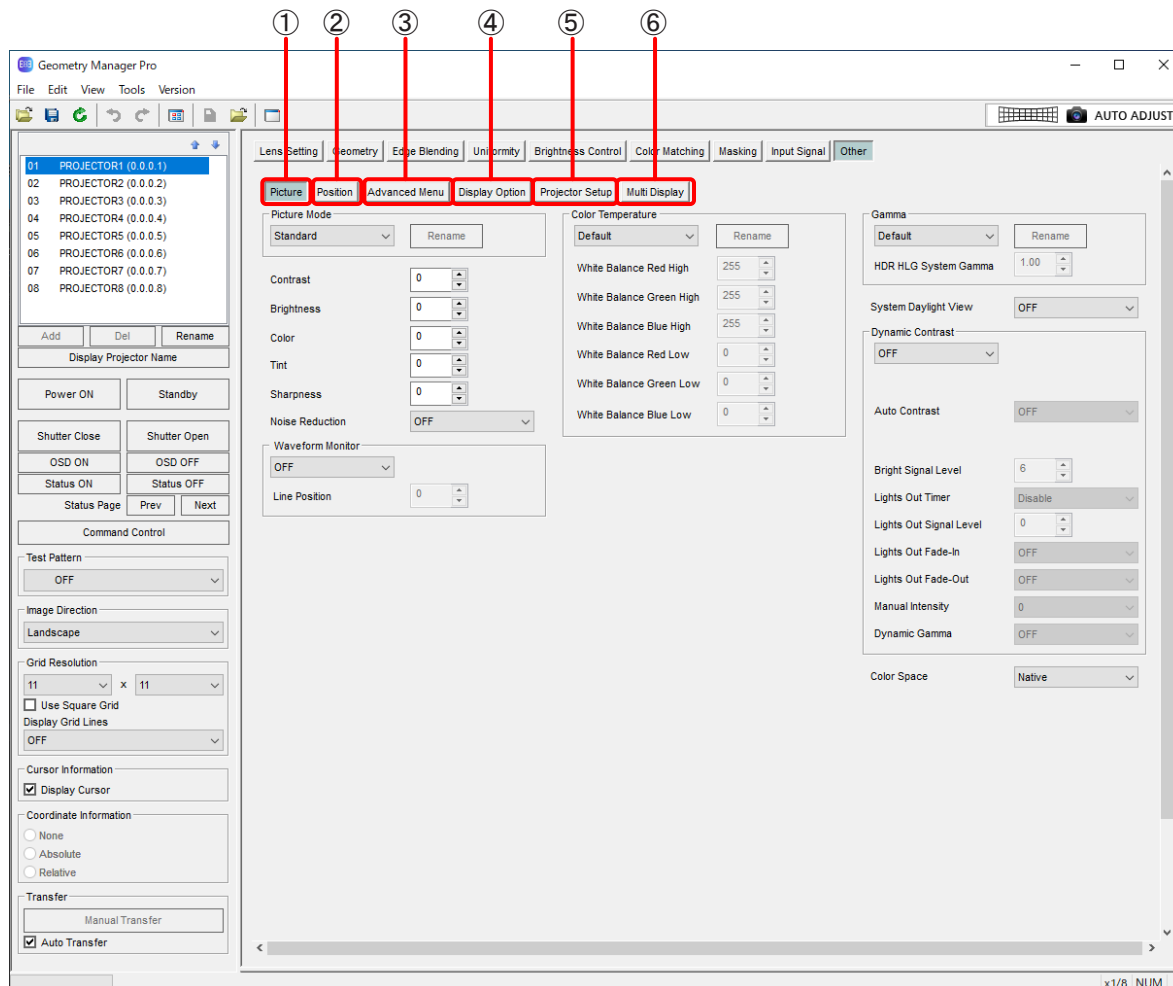 ① ② ③ ④ ⑤ ⑥
Geometry Manager Pro
File Edit View Tools Version
AUTO ADJUST
01 PROJECTOR1 (0.0.0.1)
02 PROJECTOR2 (0.0.0.2)
03 PROJECTOR3 (0.0.0.3)
04 PROJECTOR4 (0.0.0.4)
05 PROJECTOR5 (0.0.0.5)
06 PROJECTOR6 (0.0.0.6)
07 PROJECTOR7 (0.0.0.7)
08 PROJECTOR8 (0.0.0.8)
Add Del Rename
Display Projector Name
Power ON Standby
Shutter Close Shutter Open
OSD ON OSD OFF
Status ON Status OFF
Status Page Prev Next
Command Control
Test Pattern
OFF
Image Direction
Landscape
Grid Resolution
11 x 11
Use Square Grid
Display Grid Lines
OFF
Cursor Information
Display Cursor
Coordinate Information
None
Absolute
Relative
Transfer
Manual Transfer
Auto Transfer
Lens Setting Geometry Edge Blending Uniformity Brightness Control Color Matching Masking Input Signal Other
Picture Position Advanced Menu Display Option Projector Setup Multi Display
Picture Mode
Standard Rename
Contrast 0
Brightness 0
Color 0
Tint 0
Sharpness 0
Noise Reduction OFF
Waveform Monitor
OFF
Line Position 0
Color Temperature
Default Rename
White Balance Red High 255
White Balance Green High 255
White Balance Blue High 255
White Balance Red Low 0
White Balance Green Low 0
White Balance Blue Low 0
Gamma
Default Rename
HDR HLG System Gamma 1.00
System Daylight View OFF
Dynamic Contrast
OFF
Auto Contrast OFF
Bright Signal Level 6
Lights Out Timer Disable
Lights Out Signal Level 0
Lights Out Fade-In OFF
Lights Out Fade-Out OFF
Manual Intensity 0
Dynamic Gamma OFF
Color Space Native
x1/8 NUM